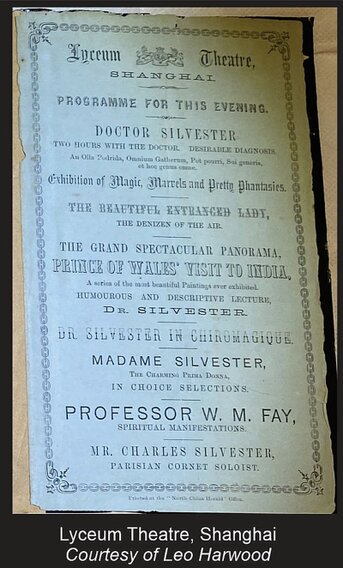 Lyceum Theatre,
SHANGHAI.
PROGRAMME FOR THIS EVENING.
DOCTOR SILVESTER
TWO HOURS WITH THE DOCTOR. DESIRABLE DIAGNOSIS.
An Olla Podrida, Omnium Gatherum, Pot pourri, Sui generis,
et hoc genus omne.
Exhibition of Magic, Marvels and Pretty Phantasies.
THE BEAUTIFUL ENTRANCED LADY,
THE DENIZEN OF THE AIR.
THE GRAND SPECTACULAR PANORAMA,
PRINCE OF WALES' VISIT TO INDIA,
A series of the most beautiful Paintings ever exhibited.
HUMOUROUS AND DESCRIPTIVE LECTURE,
DR. SILVESTER.
DR. SILVESTER IN CHIROMAGIQUE.
MADAME SILVESTER,
THE CHARMING PRIMA DONNA,
IN CHOICE SELECTIONS.
PROFESSOR W. M. FAY,
SPIRITUAL MANIFESTATIONS.
MR. CHARLES SILVESTER,
PARISIAN CORNET SOLOIST.
Printed at the "North-China Herald" Office.
Lyceum Theatre, Shanghai
Courtesy of Leo Harwood